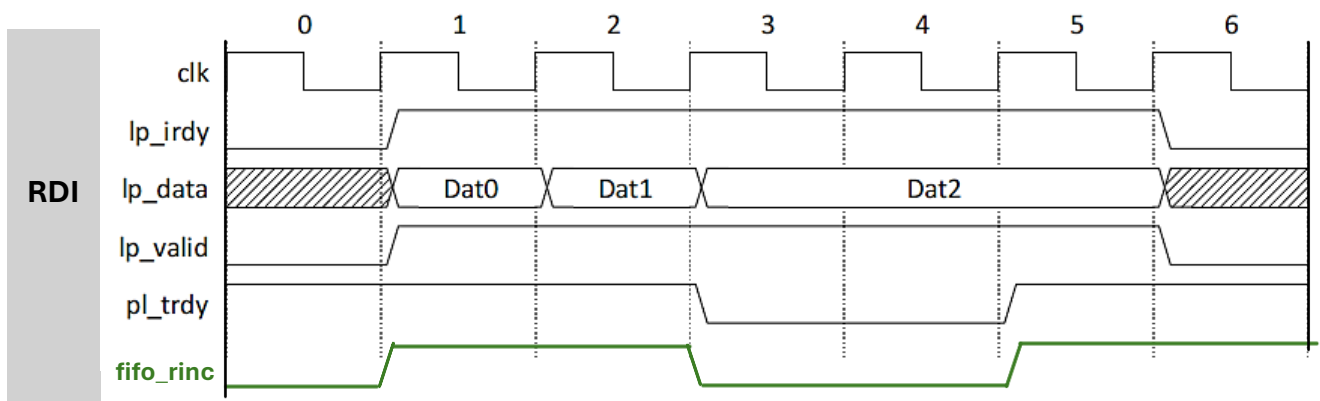 0 1 2 3 4 5 6
clk
lp_irdy
RDI
lp_data Dat0 Dat1 Dat2
lp_valid
pl_trdy
fifo_rinc